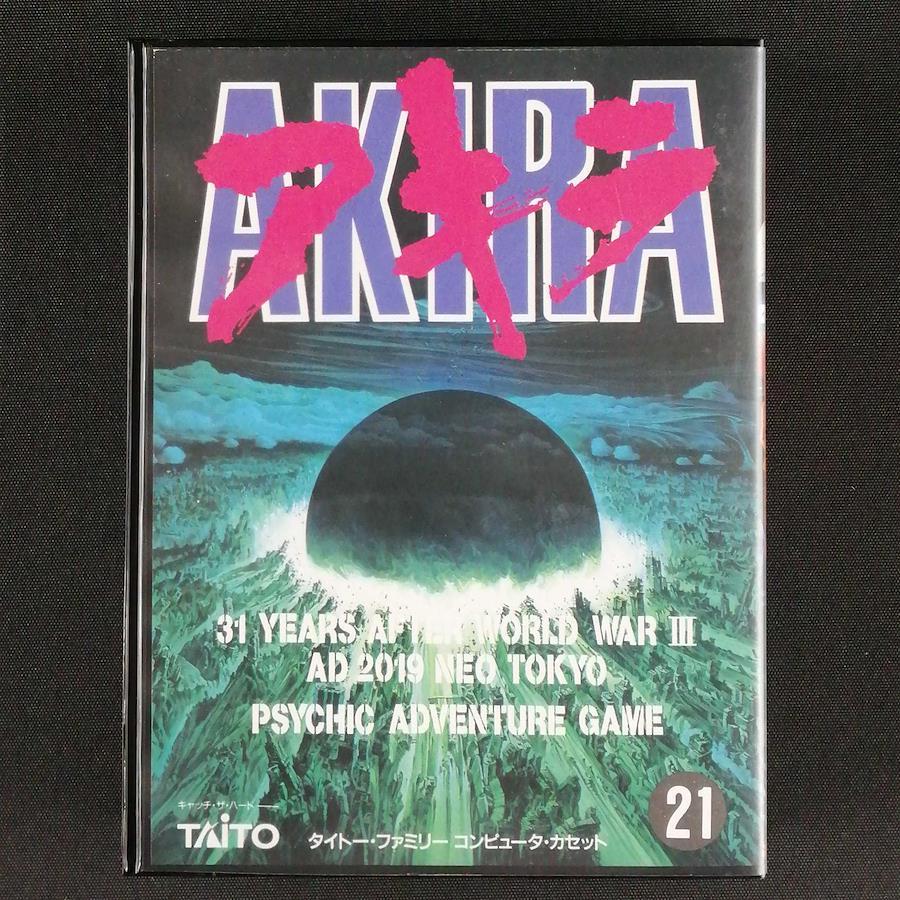 AKIRA
アキラ
31 YEARS AFTER WORLD WAR III
AD 2019 NEO TOKYO
PSYCHIC ADVENTURE GAME
21
キャッチ・ザ・ハート
TAiTO
タイトー・ファミリー コンピュータ・カセット